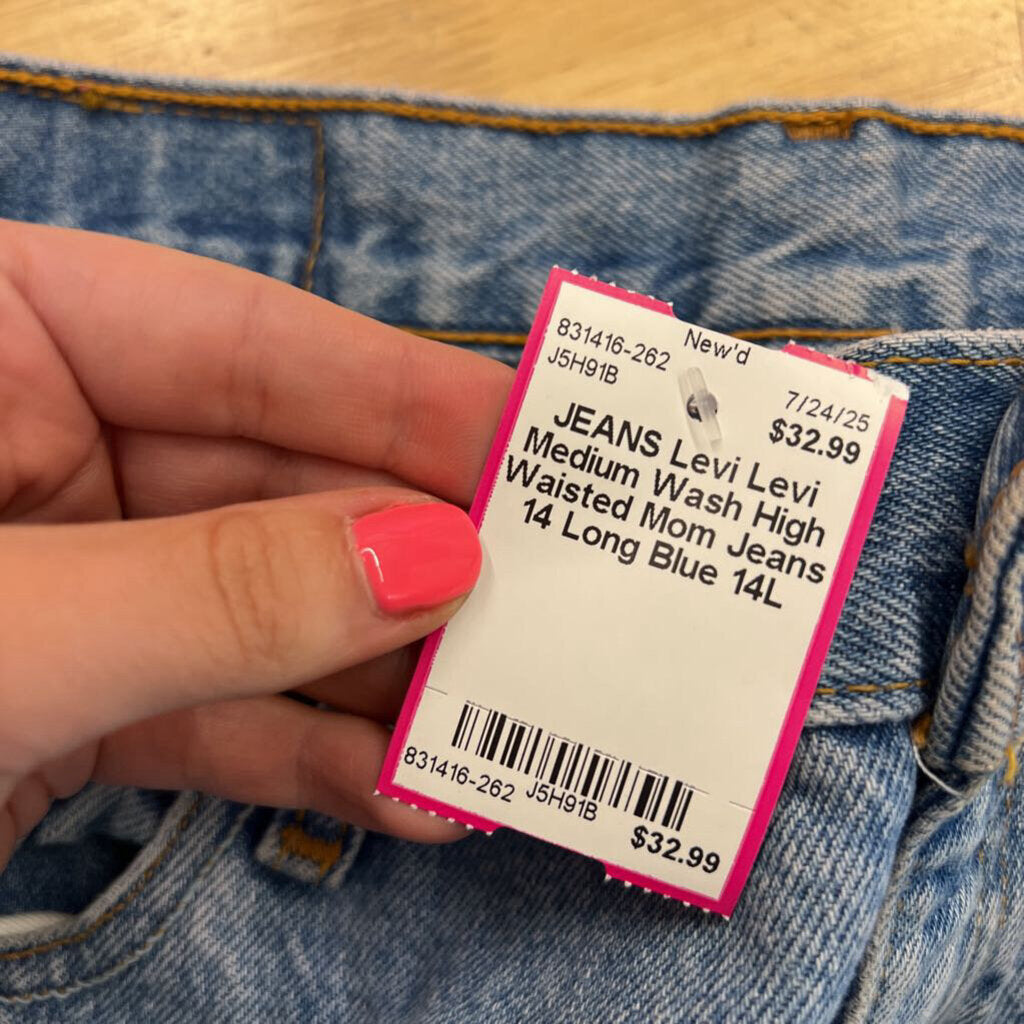 831416-262 New'd
J5H91B 7/24/25
$32.99
JEANS Levi Levi
Medium Wash High
Waisted Mom Jeans
14 Long Blue 14L
831416-262 J5H91B
$32.99